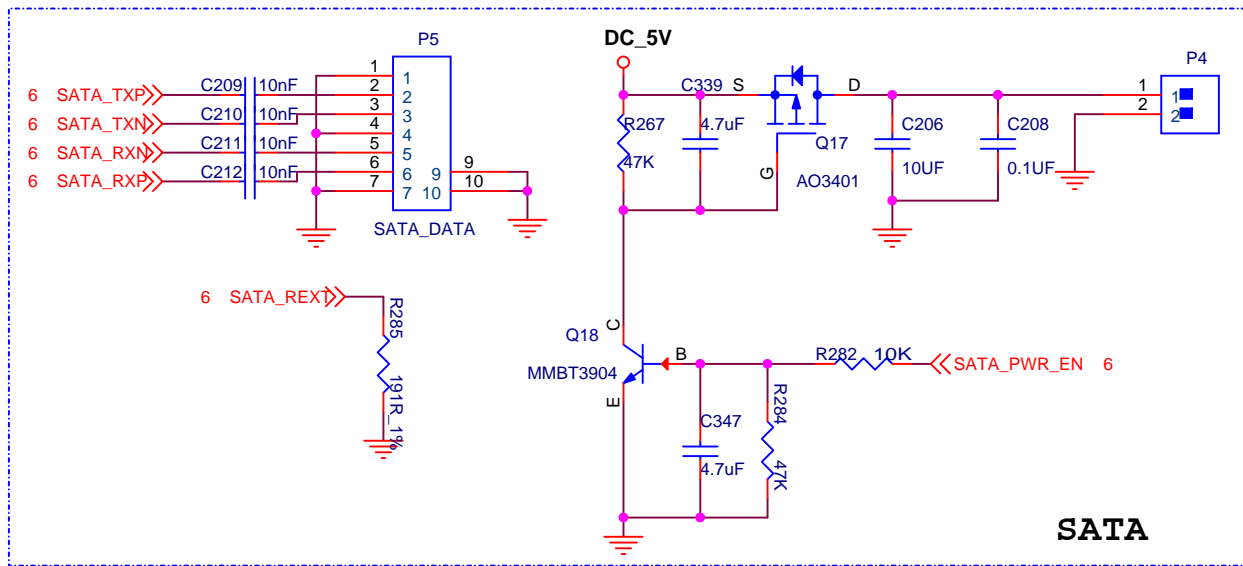 DC_5V
P5
P4
6 SATA_TXP
C209 10nF
6 SATA_TXN
C210 10nF
6 SATA_RXN
C211 10nF
6 SATA_RXP
C212 10nF
1 1
2 2
3 3
4 4
5 5
6 6
7 7
9 9
10 10
SATA_DATA
R267
47K
C339
4.7uF
S
D
G
Q17
AO3401
C206
10UF
C208
0.1UF
1 1
2 2
6 SATA_REXT
R285
191R_1%
Q18
MMBT3904
C
B
E
R282 10K
SATA_PWR_EN 6
C347
4.7uF
R284
47K
SATA